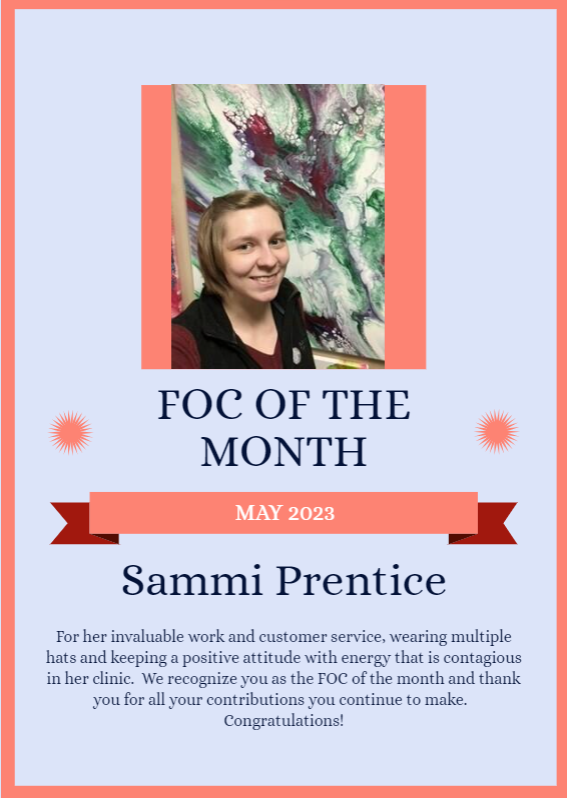 FOC OF THE
MONTH
MAY 2023
Sammi Prentice
For her invaluable work and customer service, wearing multiple
hats and keeping a positive attitude with energy that is contagious
in her clinic.  We recognize you as the FOC of the month and thank
you for all your contributions you continue to make.
Congratulations!